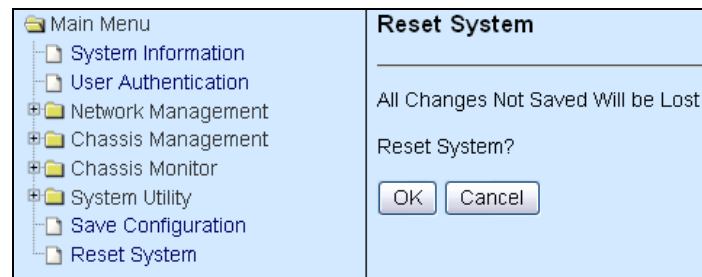 Main Menu
System Information
User Authentication
Network Management
Chassis Management
Chassis Monitor
System Utility
Save Configuration
Reset System
Reset System
All Changes Not Saved Will be Lost
Reset System?
OK Cancel